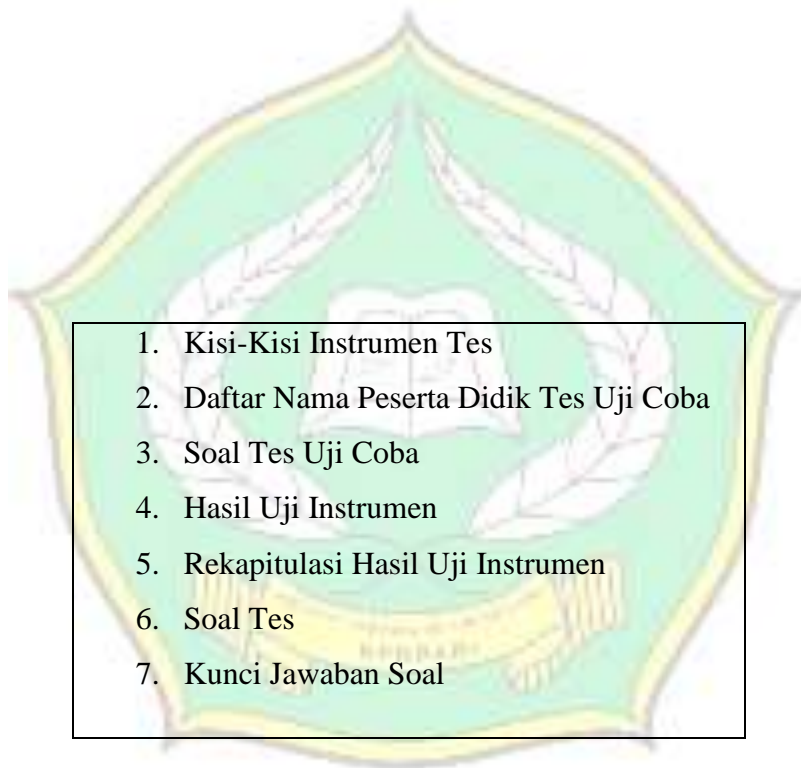 1. Kisi-Kisi Instrumen Tes
2. Daftar Nama Peserta Didik Tes Uji Coba
3. Soal Tes Uji Coba
4. Hasil Uji Instrumen
5. Rekapitulasi Hasil Uji Instrumen
6. Soal Tes
7. Kunci Jawaban Soal